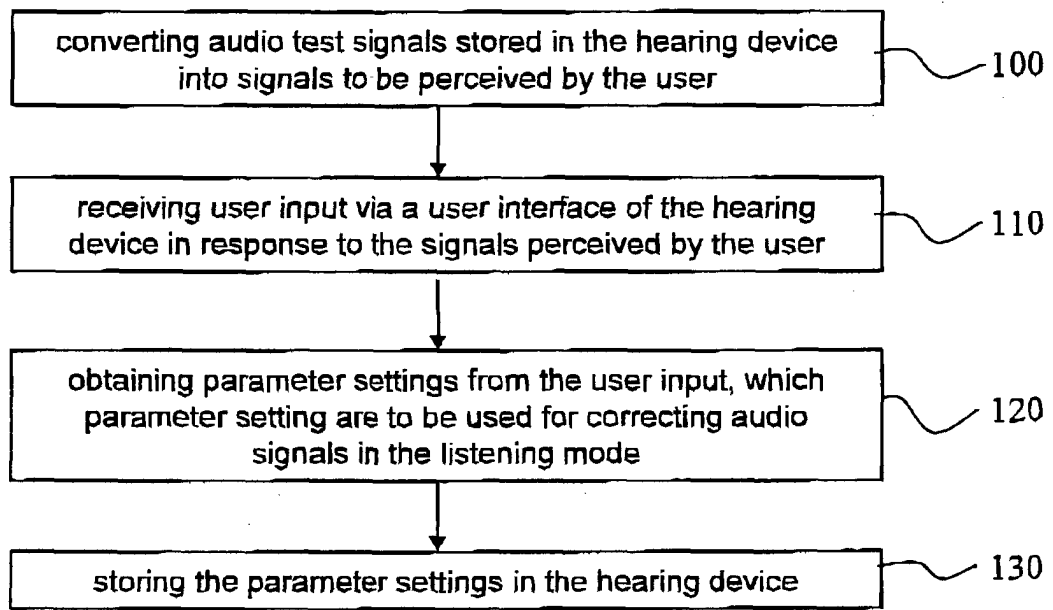 converting audio test signals stored in the hearing device
into signals to be perceived by the user
100
receiving user input via a user interface of the hearing
device in response to the signals perceived by the user
110
obtaining parameter settings from the user input, which
parameter setting are to be used for correcting audio
signals in the listening mode
120
storing the parameter settings in the hearing device
130